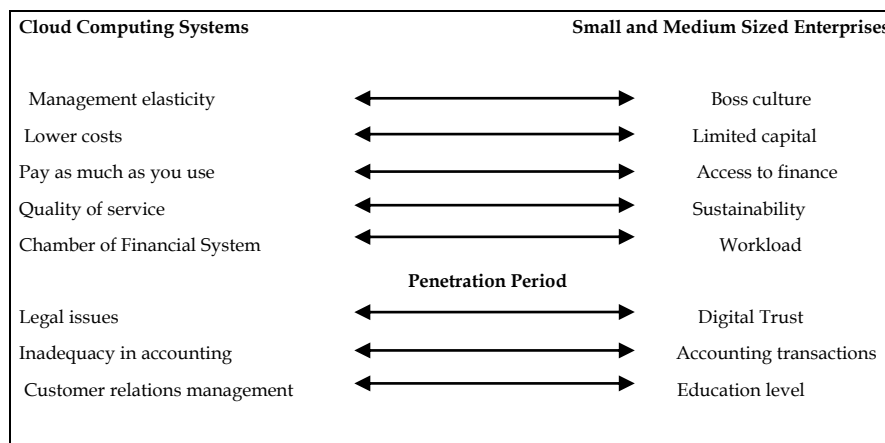 Cloud Computing Systems Small and Medium Sized Enterprises
Management elasticity Boss culture
Lower costs Limited capital
Pay as much as you use Access to finance
Quality of service Sustainability
Chamber of Financial System Workload
Penetration Period
Legal issues Digital Trust
Inadequacy in accounting Accounting transactions
Customer relations management Education level